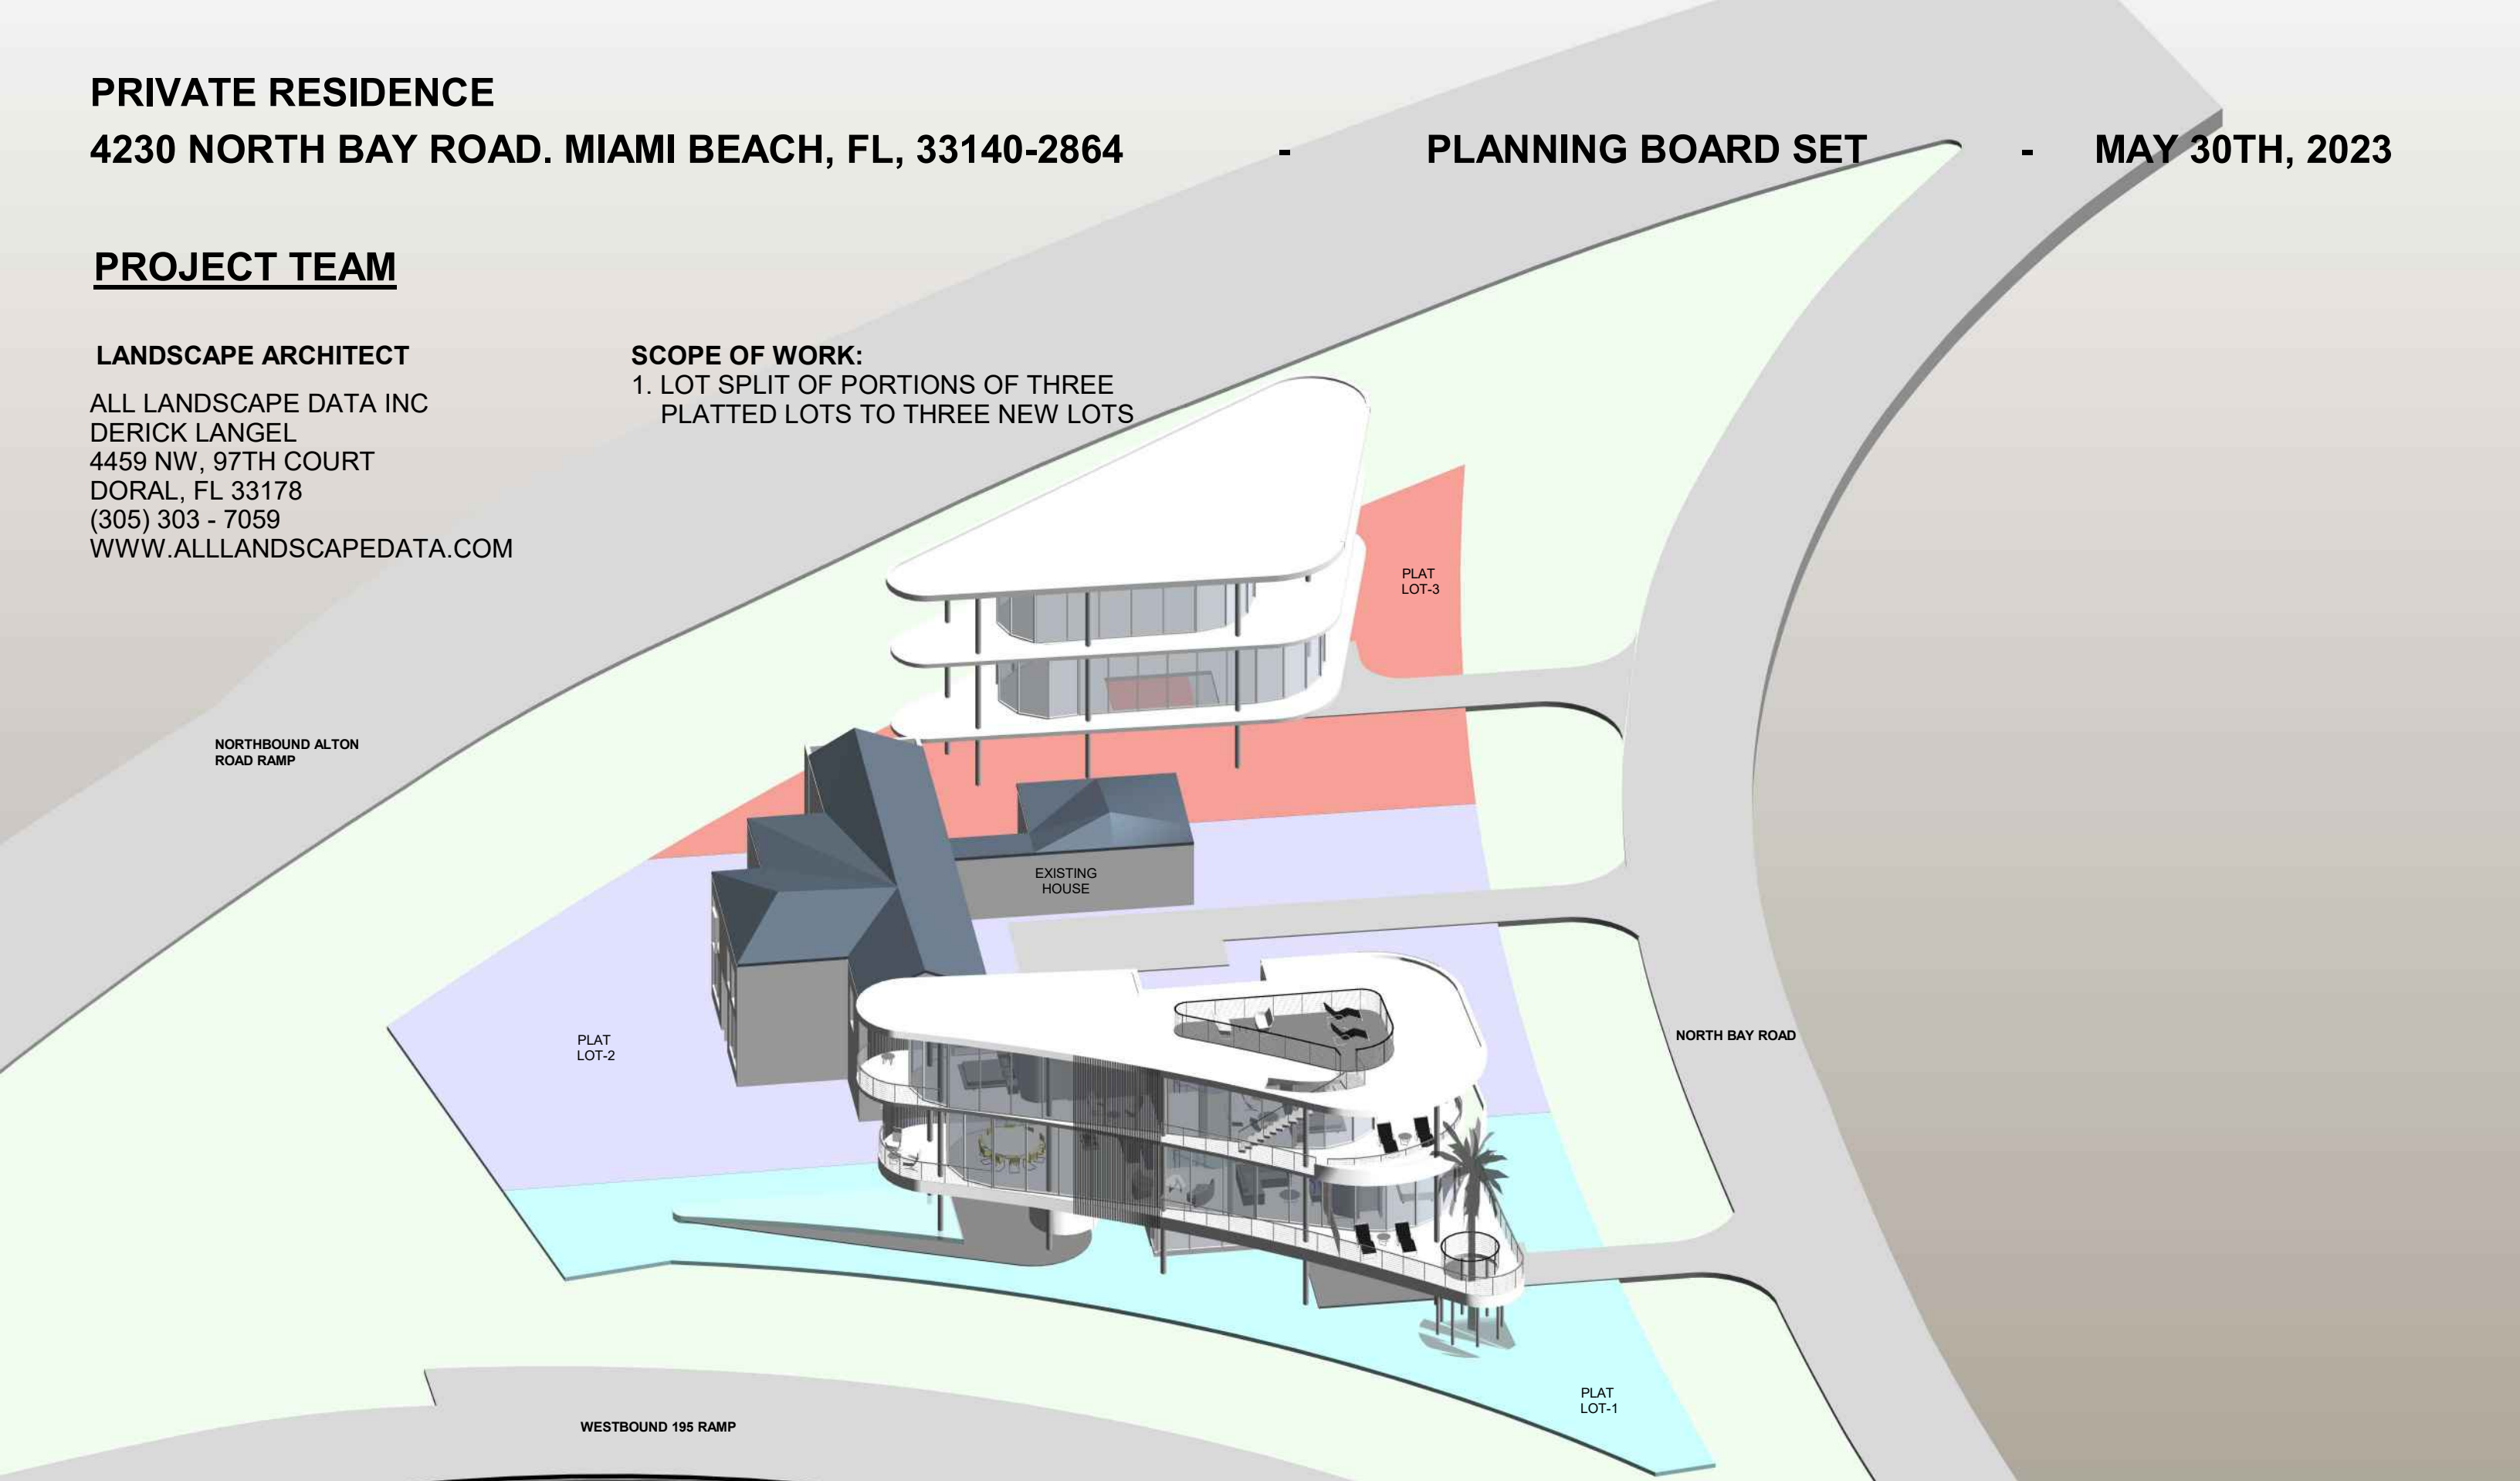 PRIVATE RESIDENCE
4230 NORTH BAY ROAD. MIAMI BEACH, FL, 33140-2864 - PLANNING BOARD SET - MAY 30TH, 2023
PROJECT TEAM
LANDSCAPE ARCHITECT
ALL LANDSCAPE DATA INC
DERICK LANGEL
4459 NW, 97TH COURT
DORAL, FL 33178
(305) 303 - 7059
WWW.ALLLANDSCAPEDATA.COM
SCOPE OF WORK:
1. LOT SPLIT OF PORTIONS OF THREE
PLATTED LOTS TO THREE NEW LOTS
PLAT
LOT-3
NORTHBOUND ALTON
ROAD RAMP
EXISTING
HOUSE
PLAT
LOT-2
NORTH BAY ROAD
PLAT
LOT-1
WESTBOUND 195 RAMP